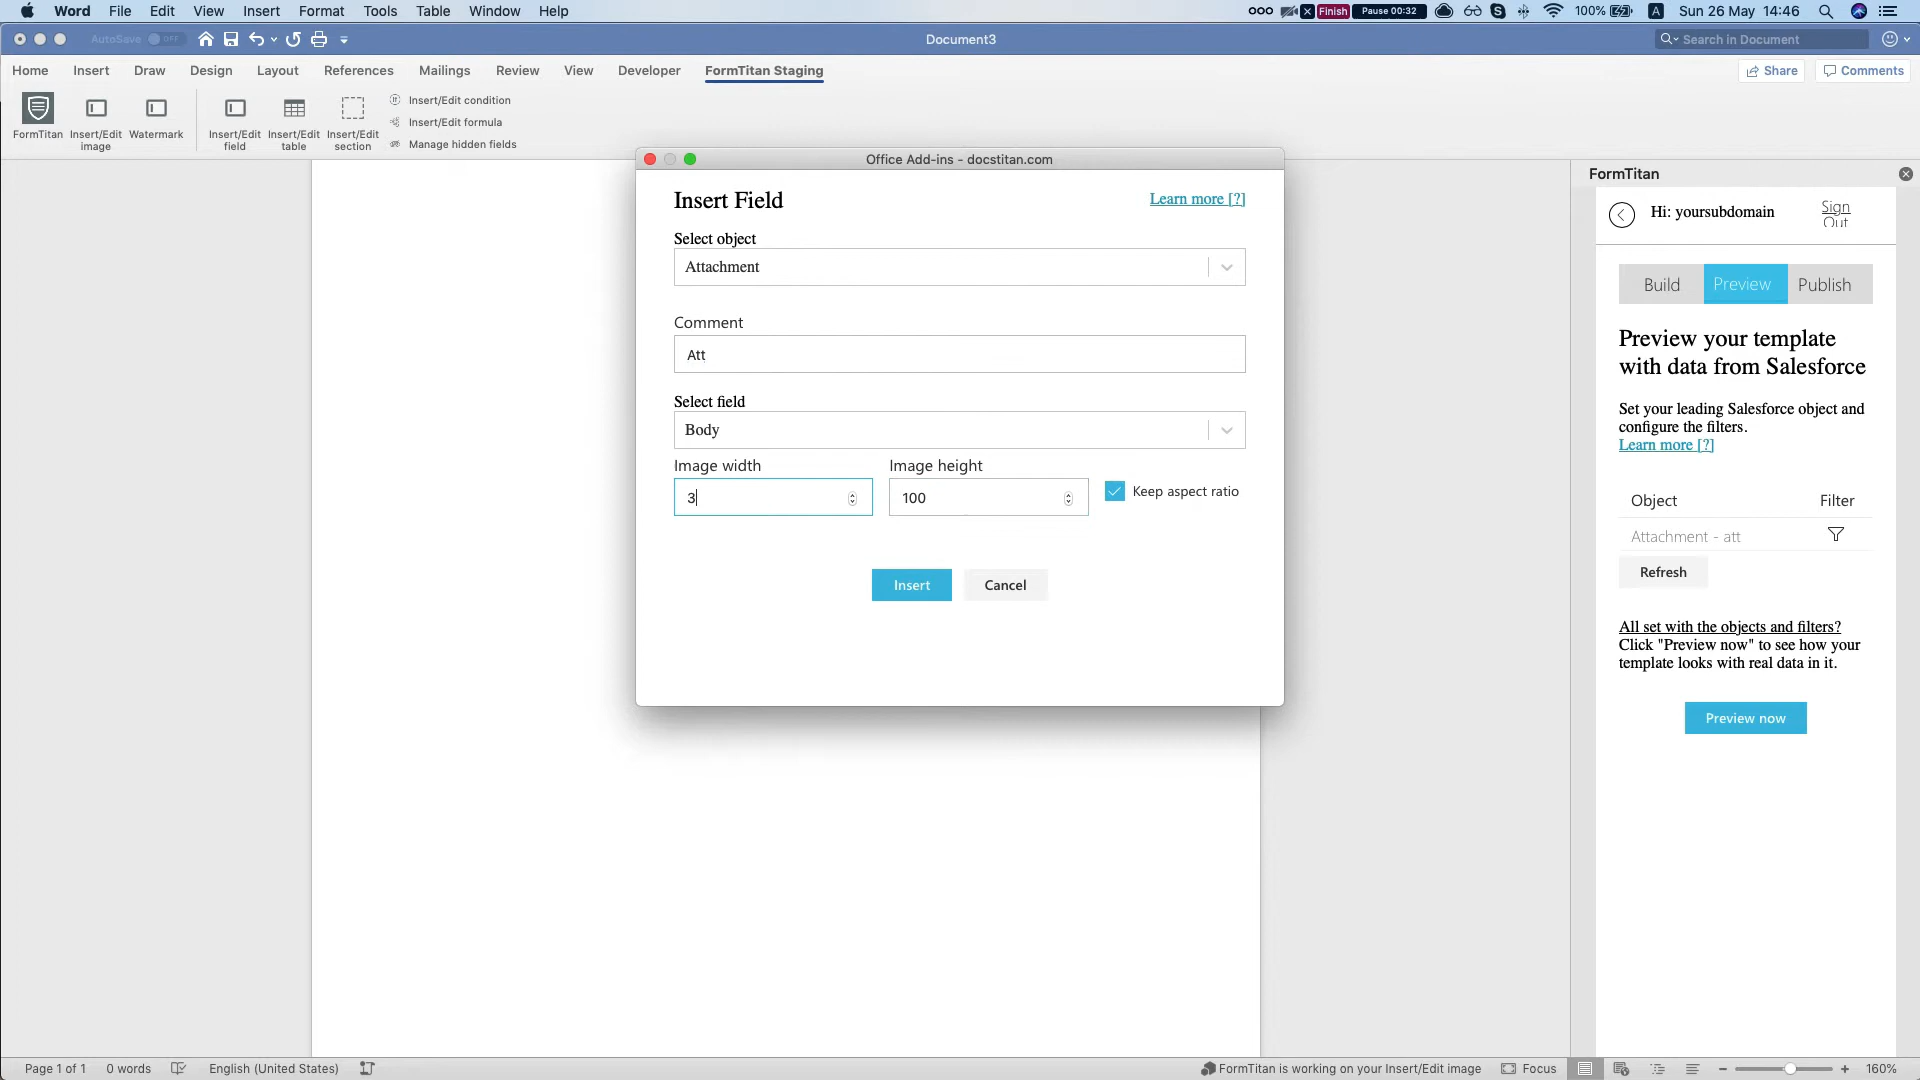 Word File Edit View Insert Format Tools Table Window Help
Finish Pause 00:32 100% A Sun 26 May 14:46
AutoSave OFF Document3 Search in Document
Home Insert Draw Design Layout References Mailings Review View Developer FormTitan Staging Share Comments
FormTitan
Insert/Edit image
Watermark
Insert/Edit field
Insert/Edit table
Insert/Edit section
Insert/Edit condition
Insert/Edit formula
Manage hidden fields
Office Add-ins - docstitan.com
Insert Field Learn more [?]
Select object
Attachment
Comment
Att
Select field
Body
Image width Image height
3 100 Keep aspect ratio
Insert Cancel
FormTitan
Hi: yoursubdomain Sign Out
Build Preview Publish
Preview your template
with data from Salesforce
Set your leading Salesforce object and
configure the filters.
Learn more [?]
Object Filter
Attachment - att
Refresh
All set with the objects and filters?
Click "Preview now" to see how your
template looks with real data in it.
Preview now
Page 1 of 1 0 words English (United States) FormTitan is working on your Insert/Edit image Focus 160%